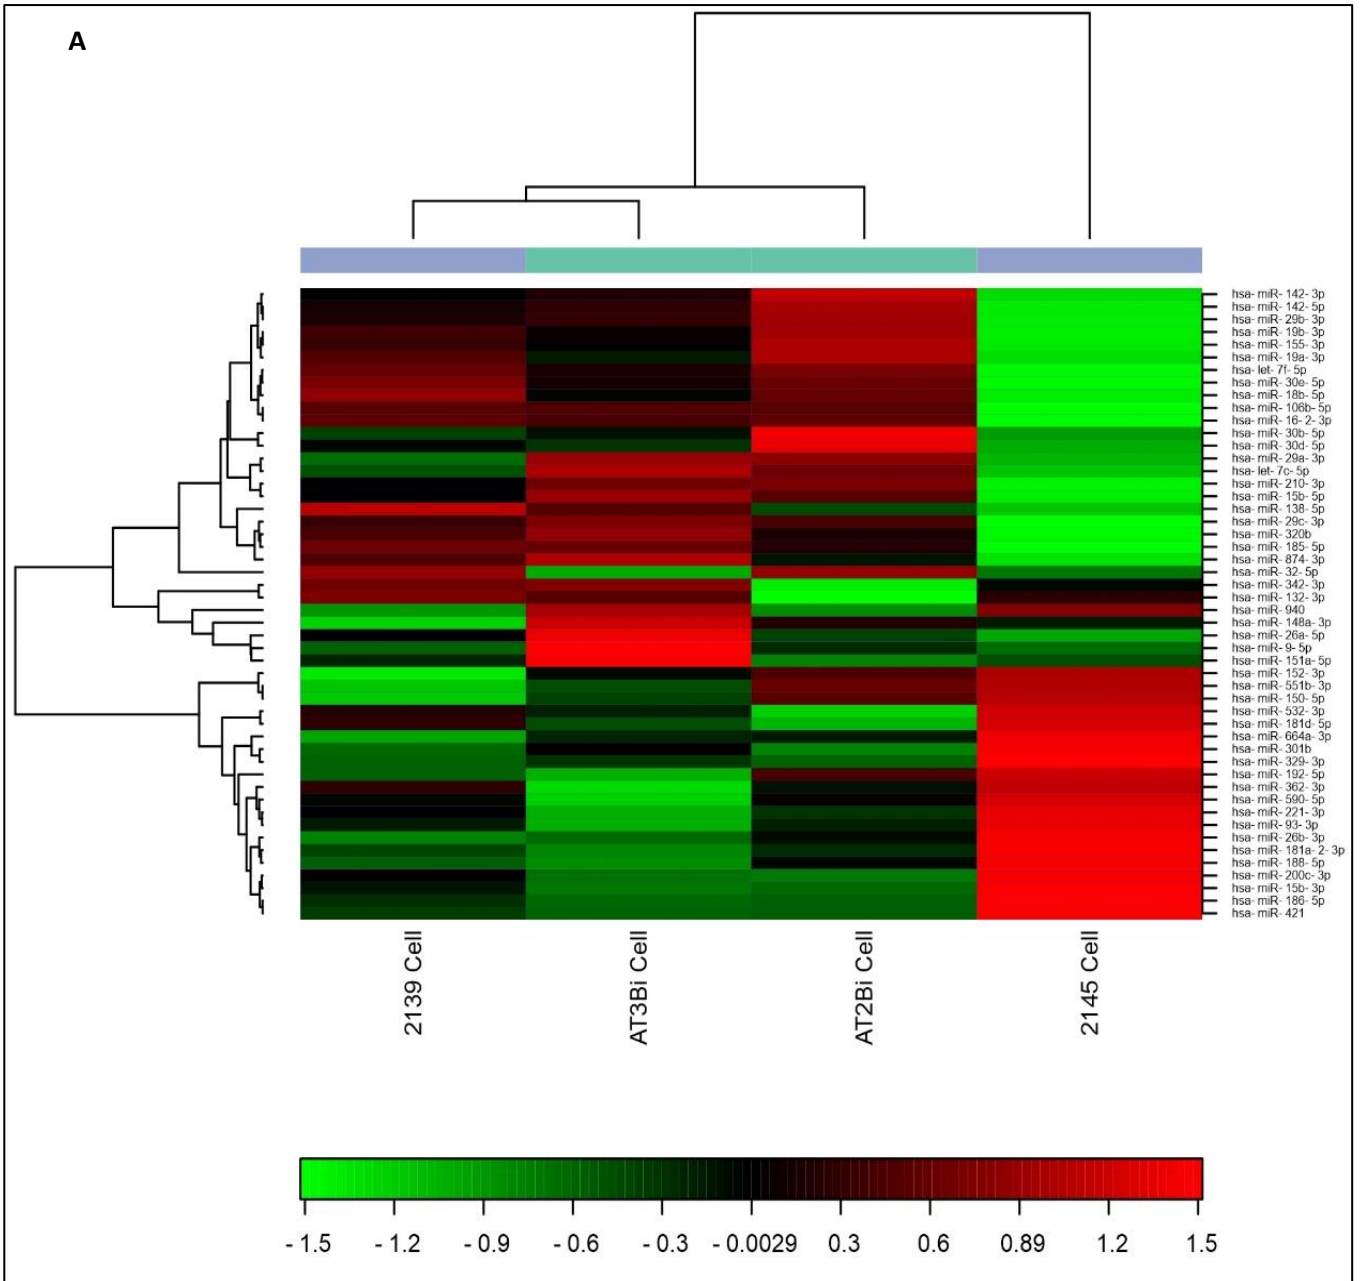 A
hsa- miR- 142- 3p
hsa- miR- 142- 5p
hsa- miR- 29b- 3p
hsa- miR- 19b- 3p
hsa- miR- 155- 3p
hsa- miR- 19a- 3p
hsa- let- 7f- 5p
hsa- miR- 30e- 5p
hsa- miR- 18b- 5p
hsa- miR- 106b- 5p
hsa- miR- 16- 2- 3p
hsa- miR- 30b- 5p
hsa- miR- 30d- 5p
hsa- miR- 29a- 3p
hsa- let- 7c- 5p
hsa- miR- 210- 3p
hsa- miR- 15b- 5p
hsa- miR- 138- 5p
hsa- miR- 29c- 3p
hsa- miR- 320b
hsa- miR- 185- 5p
hsa- miR- 874- 3p
hsa- miR- 32- 5p
hsa- miR- 342- 3p
hsa- miR- 132- 3p
hsa- miR- 940
hsa- miR- 148a- 3p
hsa- miR- 26a- 5p
hsa- miR- 9- 5p
hsa- miR- 151a- 5p
hsa- miR- 152- 3p
hsa- miR- 551b- 3p
hsa- miR- 150- 5p
hsa- miR- 532- 3p
hsa- miR- 181d- 5p
hsa- miR- 664a- 3p
hsa- miR- 301b
hsa- miR- 329- 3p
hsa- miR- 192- 5p
hsa- miR- 362- 3p
hsa- miR- 590- 5p
hsa- miR- 221- 3p
hsa- miR- 93- 3p
hsa- miR- 26b- 3p
hsa- miR- 181a- 2- 3p
hsa- miR- 188- 5p
hsa- miR- 200c- 3p
hsa- miR- 15b- 3p
hsa- miR- 186- 5p
hsa- miR- 421
2139 Cell
AT3Bi Cell
AT2Bi Cell
2145 Cell
- 1.5 - 1.2 - 0.9 - 0.6 - 0.3 - 0.0029 0.3 0.6 0.89 1.2 1.5